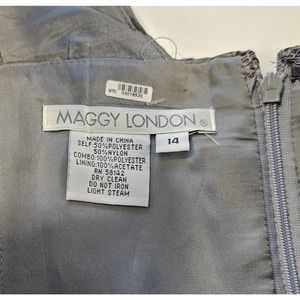 MAGGY LONDON®
14
MADE IN CHINA
SELF:50%POLYESTER
50%NYLON
COMBO:100%POLYESTER
LINING:100%ACETATE
RN 58142
DRY CLEAN
DO NOT IRON
LIGHT STEAM